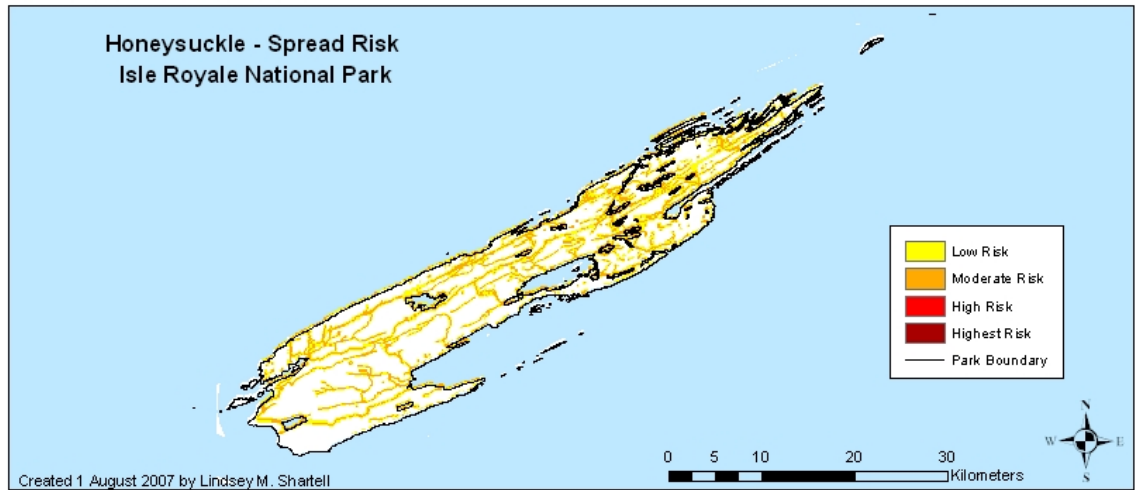 Honeysuckle - Spread Risk
Isle Royale National Park
Low Risk
Moderate Risk
High Risk
Highest Risk
Park Boundary
N
W E
S
0 5 10 20 30
Kilometers
Created 1 August 2007 by Lindsey M. Shartell